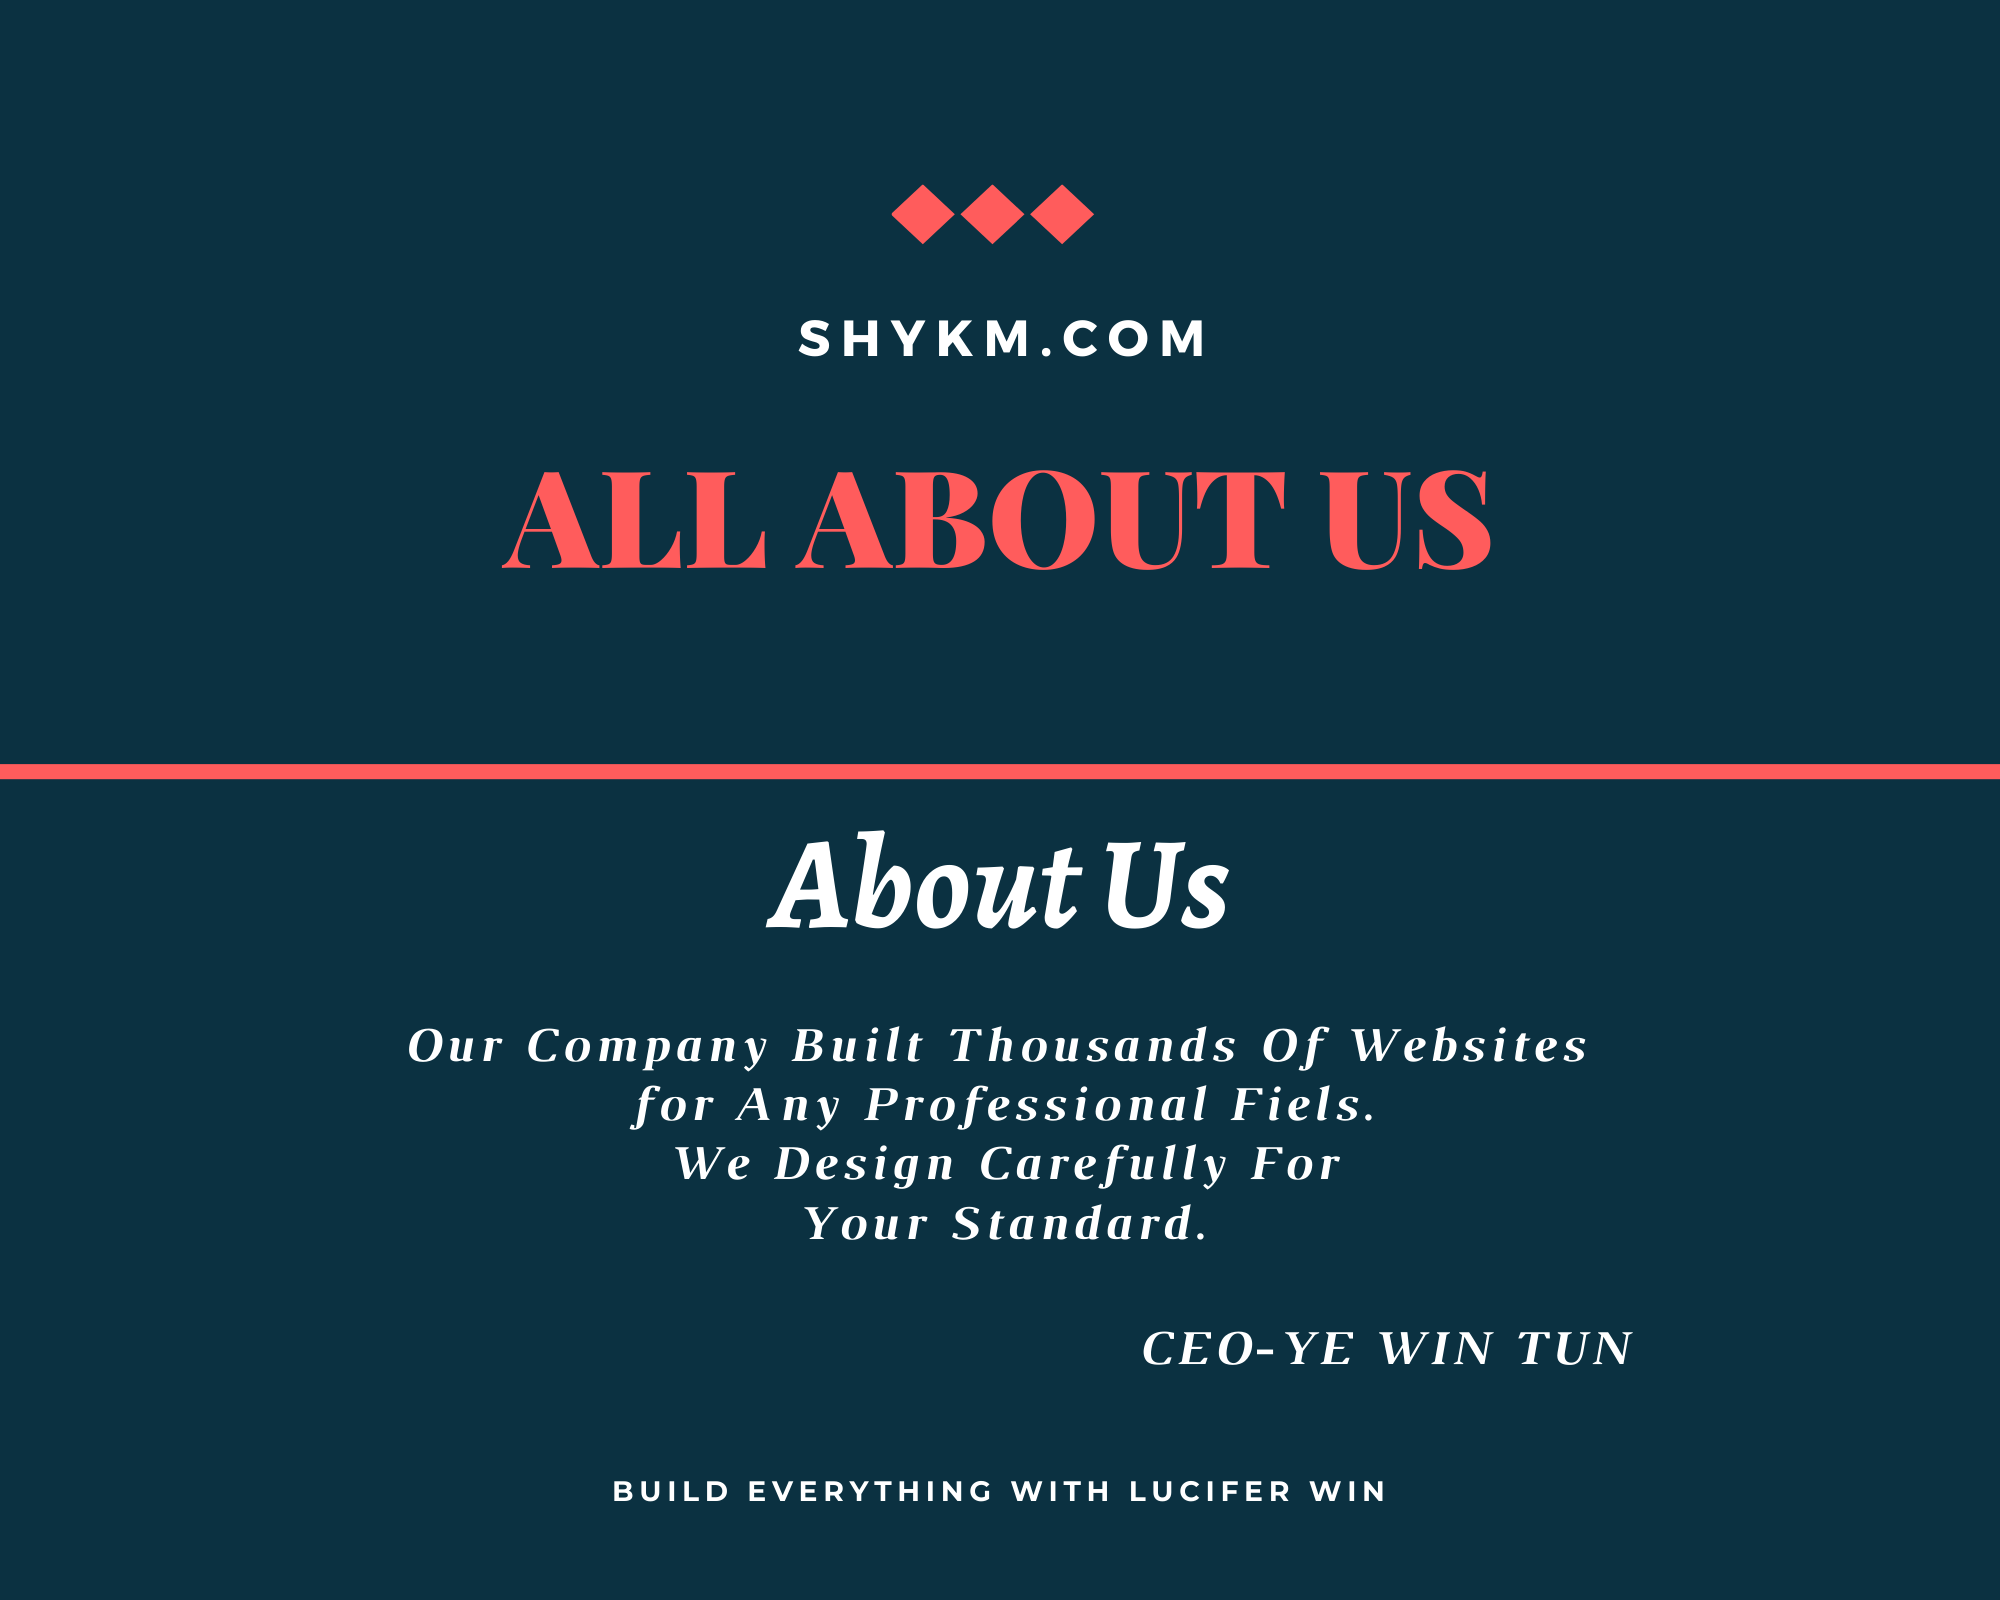 SHYKM.COM
ALL ABOUT US
About Us
Our Company Built Thousands Of Websites
for Any Professional Fiels.
We Design Carefully For
Your Standard.
CEO-YE WIN TUN
BUILD EVERYTHING WITH LUCIFER WIN